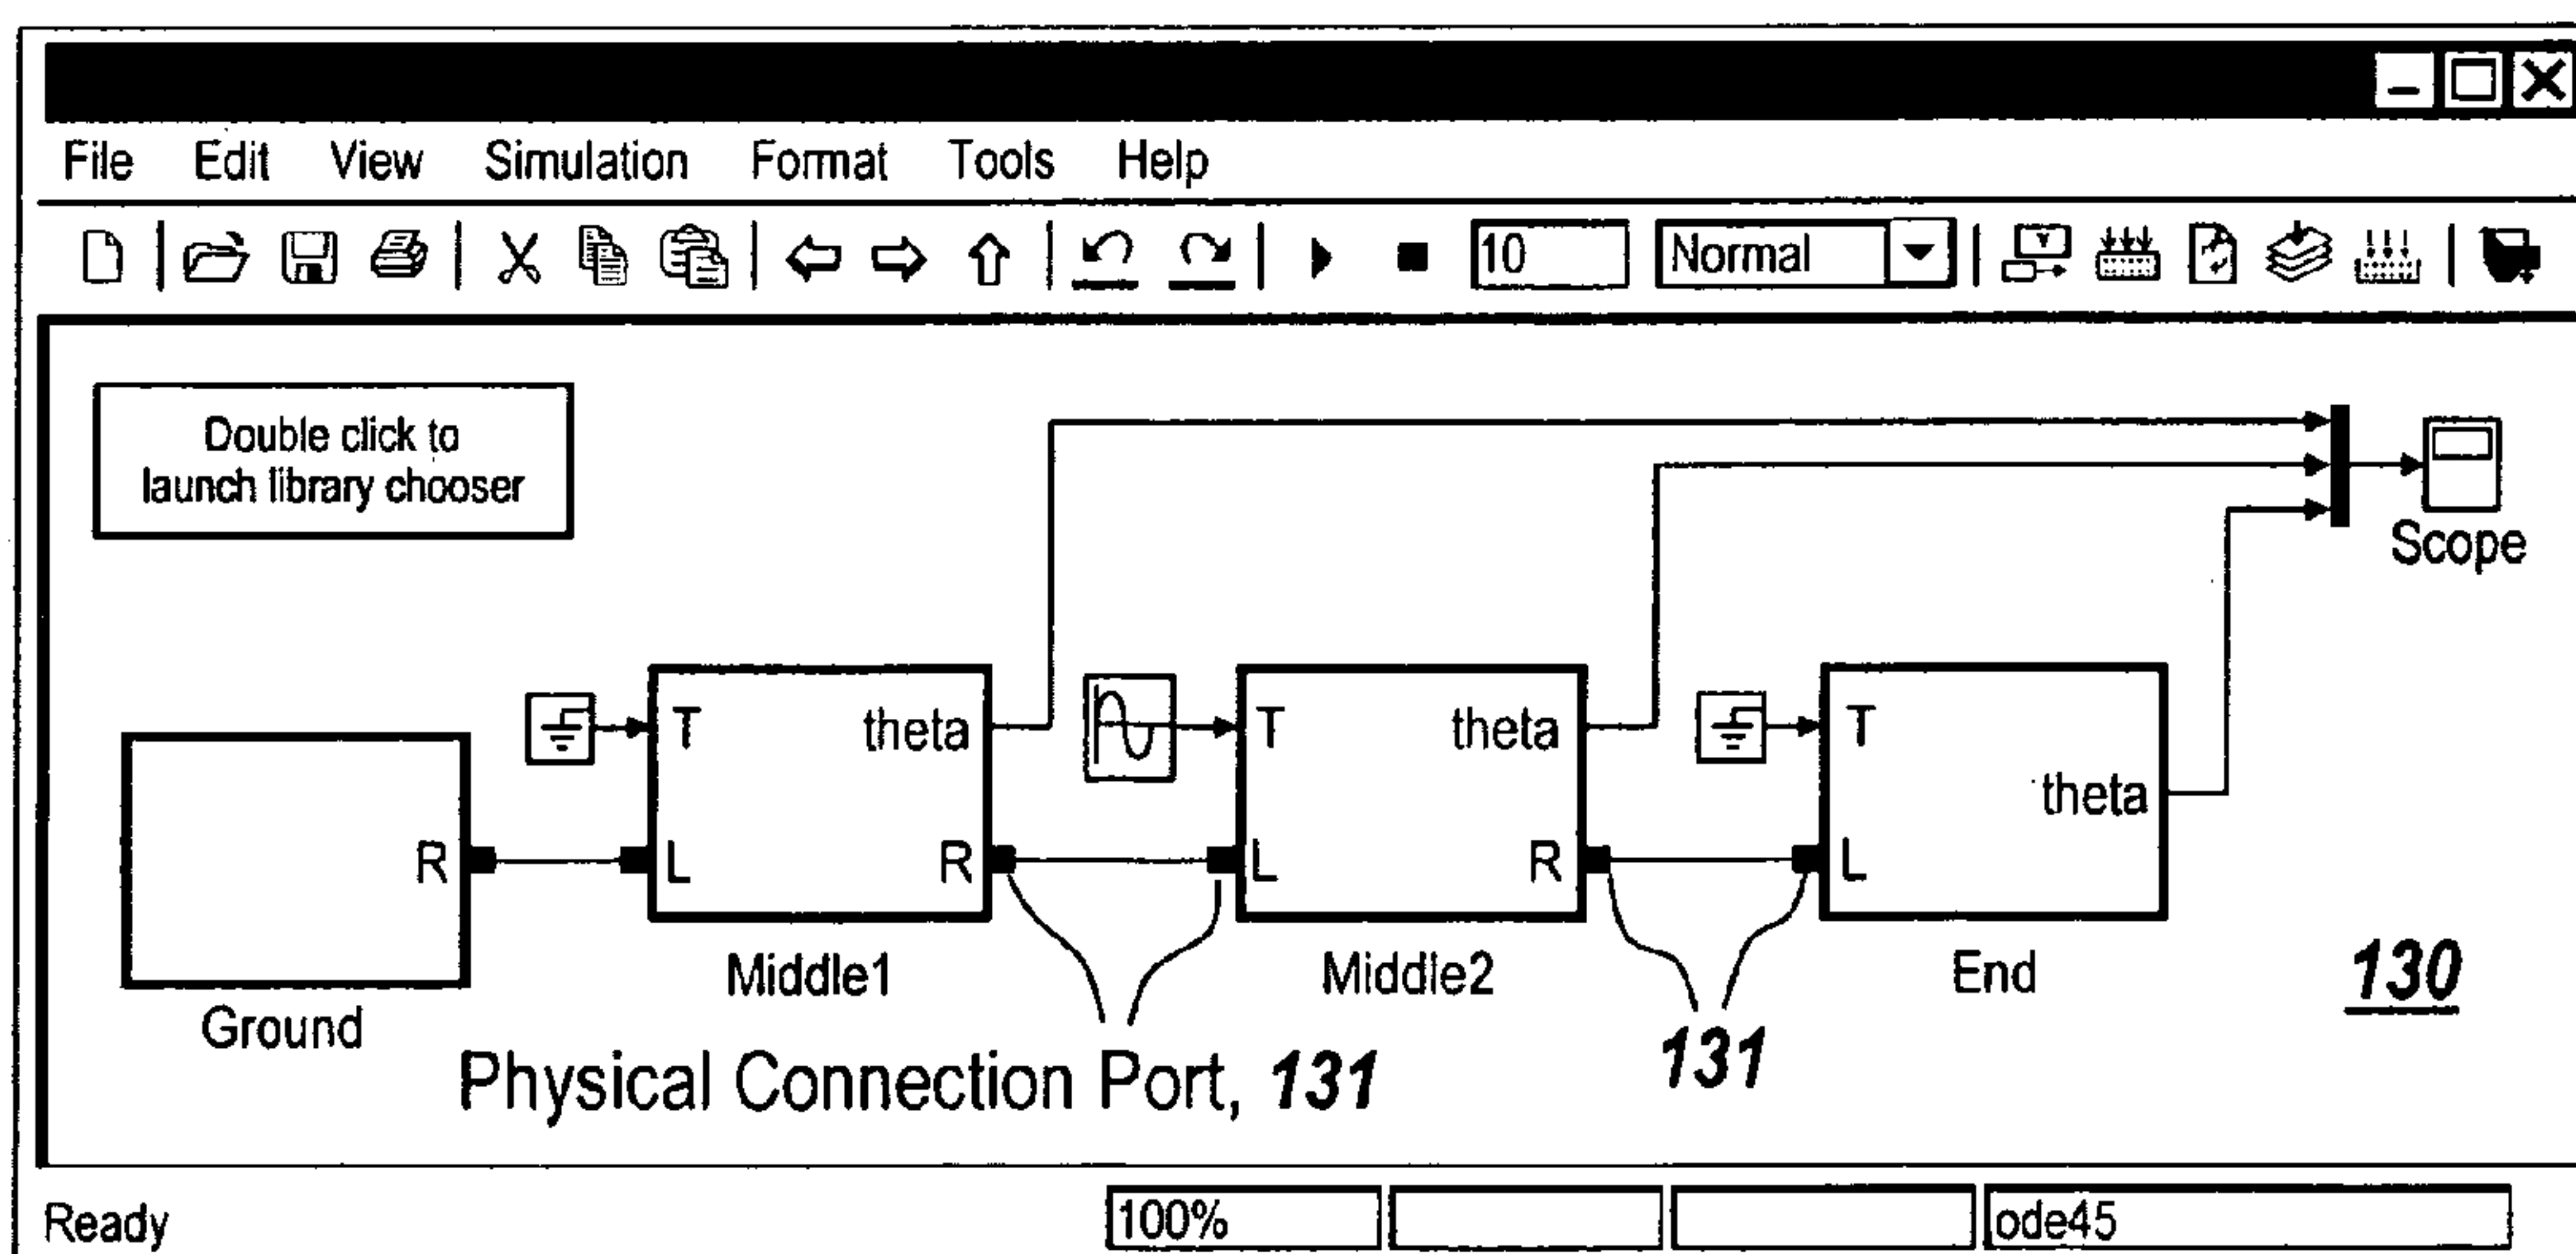 File Edit View Simulation Format Tools Help
10 Normal
Double click to
launch library chooser
Scope
T theta T theta T
theta
R L R L R L
Middle1 Middle2 End 130
Ground
Physical Connection Port, 131 131
Ready 100% ode45